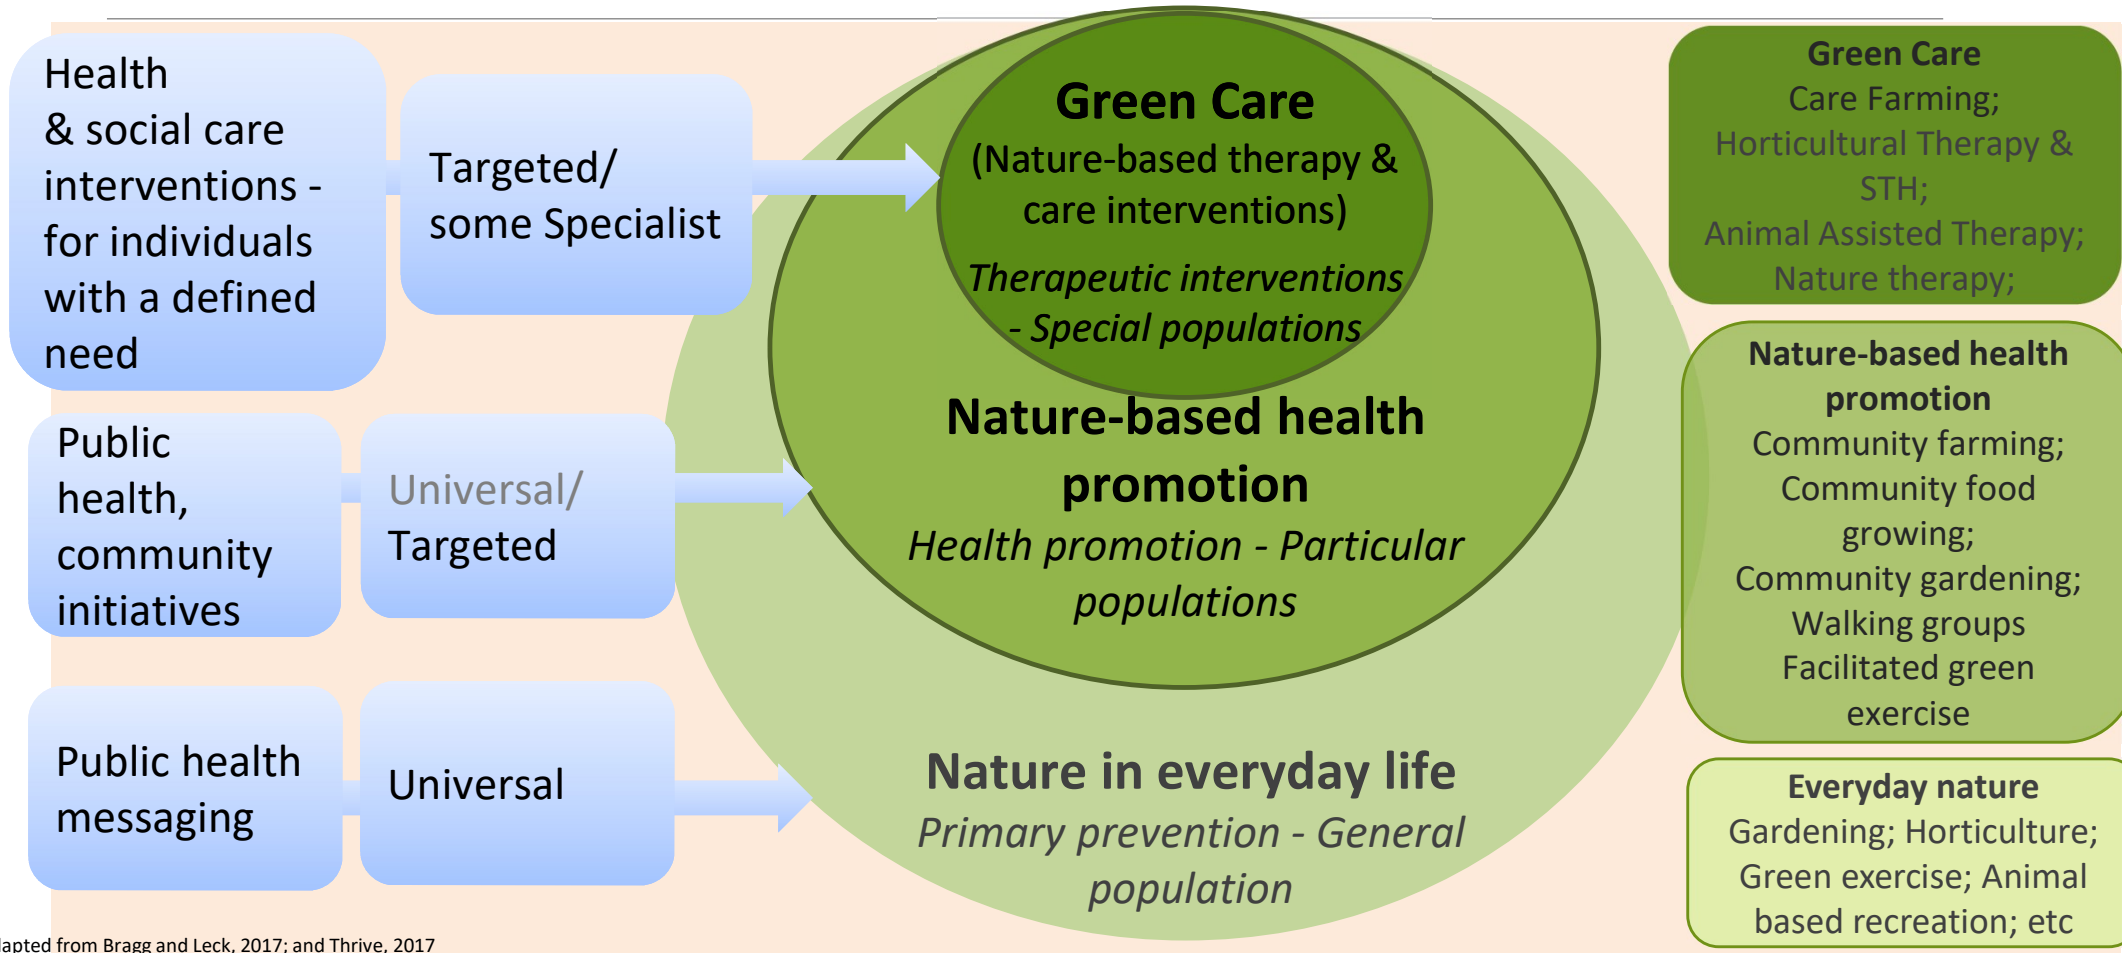 Health
& social care
interventions -
for individuals
with a defined
need
Targeted/
some Specialist
Green Care
(Nature-based therapy &
care interventions)
Therapeutic interventions
- Special populations
Green Care
Care Farming;
Horticultural Therapy &
STH;
Animal Assisted Therapy;
Nature therapy;
Public
health,
community
initiatives
Universal/
Targeted
Nature-based health
promotion
Health promotion - Particular
populations
Nature-based health
promotion
Community farming;
Community food
growing;
Community gardening;
Walking groups
Facilitated green
exercise
Public health
messaging
Universal
Nature in everyday life
Primary prevention - General
population
Everyday nature
Gardening; Horticulture;
Green exercise; Animal
based recreation; etc
from Bragg and Leck, 2017; and Thrive, 2017